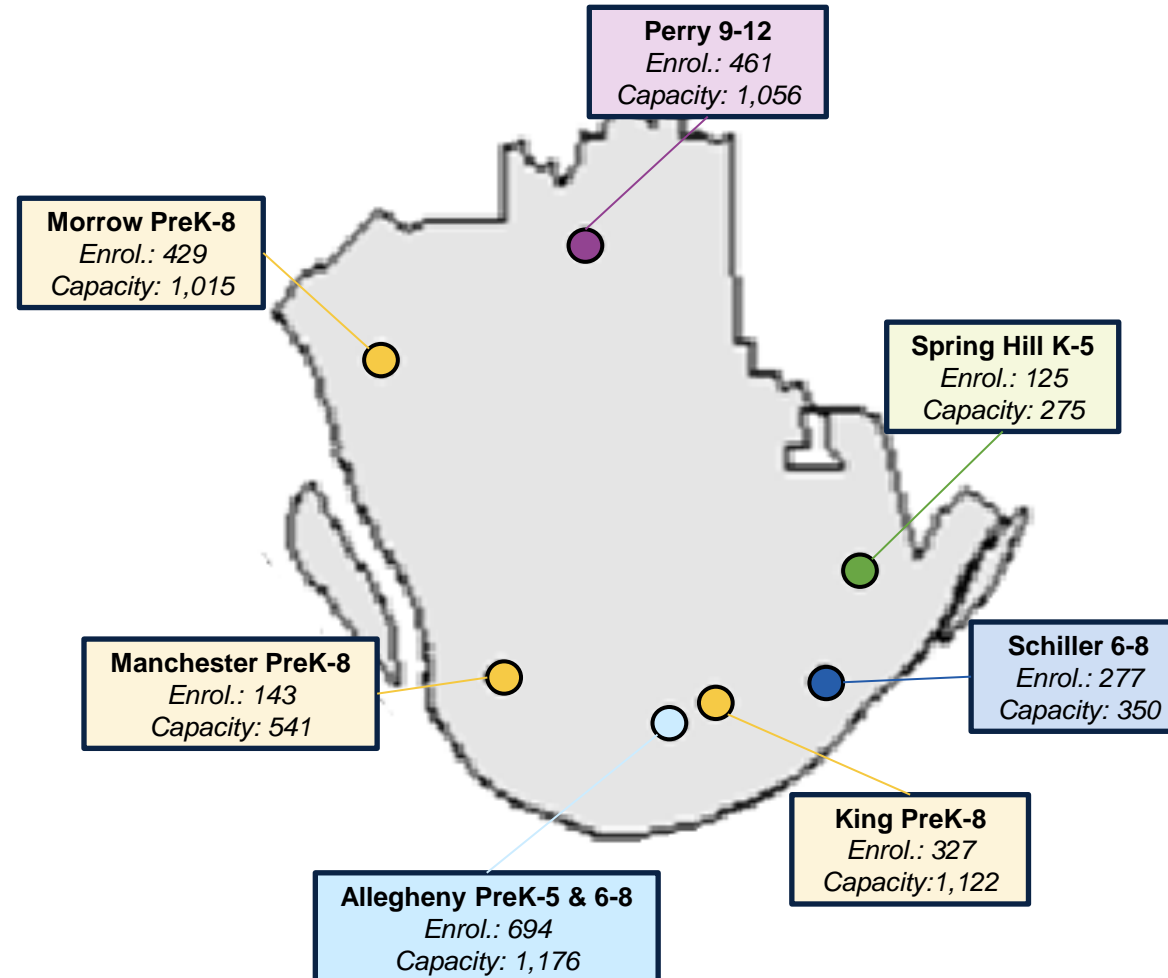 Perry 9-12
Enrol.: 461
Capacity: 1,056
Morrow PreK-8
Enrol.: 429
Capacity: 1,015
Spring Hill K-5
Enrol.: 125
Capacity: 275
Manchester PreK-8
Enrol.: 143
Capacity: 541
Schiller 6-8
Enrol.: 277
Capacity: 350
King PreK-8
Enrol.: 327
Capacity:1,122
Allegheny PreK-5 & 6-8
Enrol.: 694
Capacity: 1,176